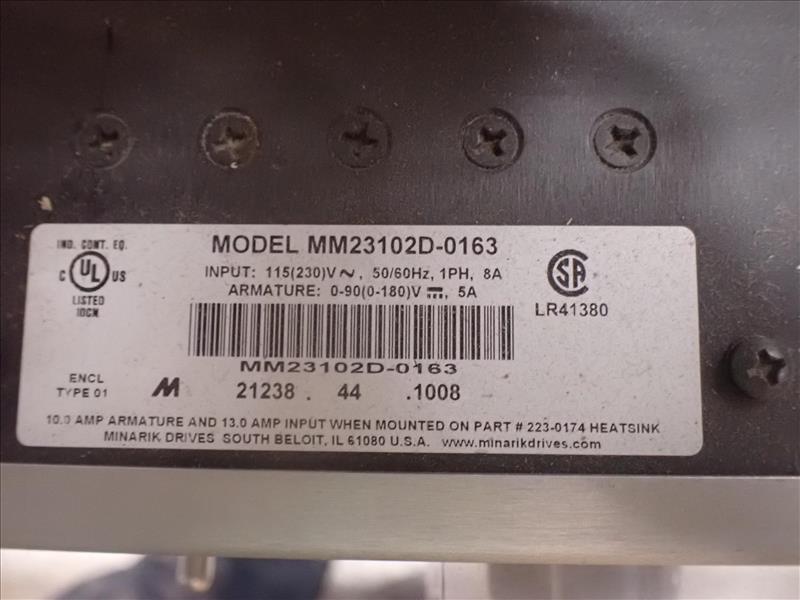 IND. CONT. EQ.
C UL US
LISTED
10CN
MODEL MM23102D-0163
INPUT: 115(230)V ~, 50/60Hz, 1PH, 8A
ARMATURE: 0-90(0-180)V ⎓, 5A
SA
LR41380
MM23102D-0163
ENCL
TYPE 01
M 21238 . 44 .1008
10.0 AMP ARMATURE AND 13.0 AMP INPUT WHEN MOUNTED ON PART # 223-0174 HEATSINK
MINARIK DRIVES SOUTH BELOIT, IL 61080 U.S.A. www.minarikdrives.com